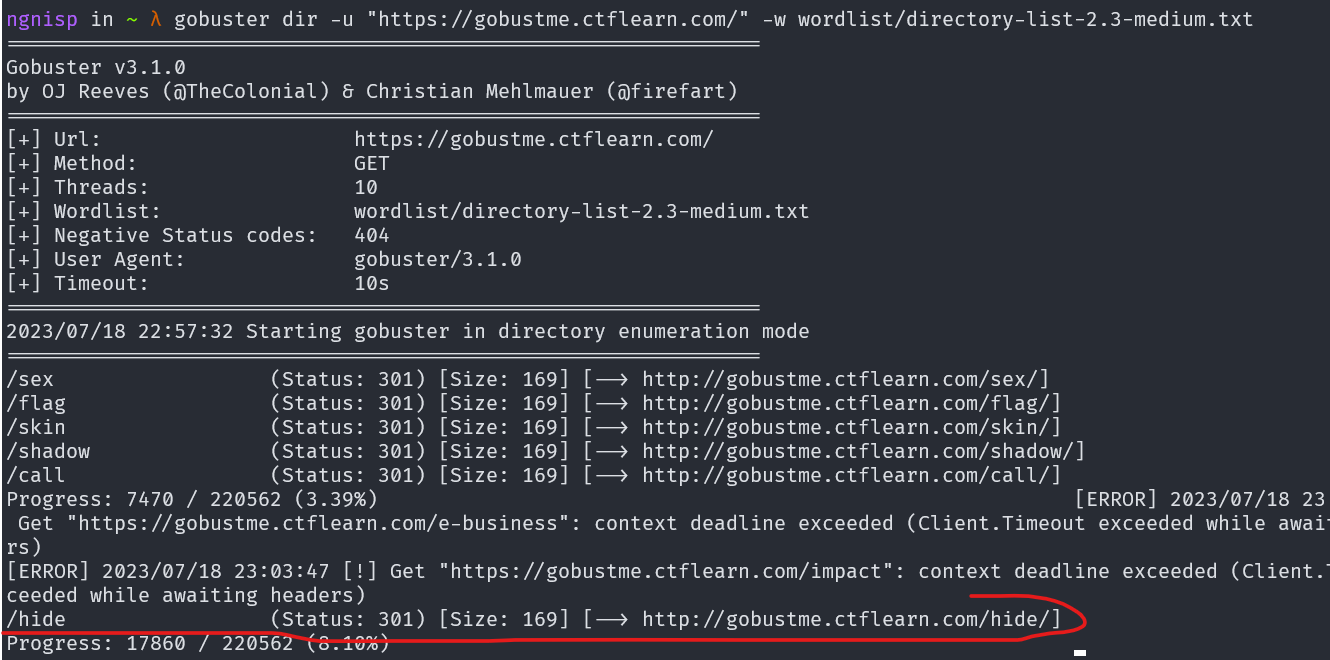 ngnisp in ~ λ gobuster dir -u "https://gobustme.ctflearn.com/" -w wordlist/directory-list-2.3-medium.txt
===============================================================
Gobuster v3.1.0
by OJ Reeves (@TheColonial) & Christian Mehlmauer (@firefart)
===============================================================
[+] Url:                     https://gobustme.ctflearn.com/
[+] Method:                  GET
[+] Threads:                 10
[+] Wordlist:                wordlist/directory-list-2.3-medium.txt
[+] Negative Status codes:   404
[+] User Agent:              gobuster/3.1.0
[+] Timeout:                 10s
===============================================================
2023/07/18 22:57:32 Starting gobuster in directory enumeration mode
===============================================================
/sex                  (Status: 301) [Size: 169] [--> http://gobustme.ctflearn.com/sex/]
/flag                 (Status: 301) [Size: 169] [--> http://gobustme.ctflearn.com/flag/]
/skin                 (Status: 301) [Size: 169] [--> http://gobustme.ctflearn.com/skin/]
/shadow               (Status: 301) [Size: 169] [--> http://gobustme.ctflearn.com/shadow/]
/call                 (Status: 301) [Size: 169] [--> http://gobustme.ctflearn.com/call/]
Progress: 7470 / 220562 (3.39%)                                                          [ERROR] 2023/07/18 23
 Get "https://gobustme.ctflearn.com/e-business": context deadline exceeded (Client.Timeout exceeded while await
rs)
[ERROR] 2023/07/18 23:03:47 [!] Get "https://gobustme.ctflearn.com/impact": context deadline exceeded (Client.T
ceeded while awaiting headers)
/hide                 (Status: 301) [Size: 169] [--> http://gobustme.ctflearn.com/hide/]
Progress: 17860 / 220562 (8.10%)